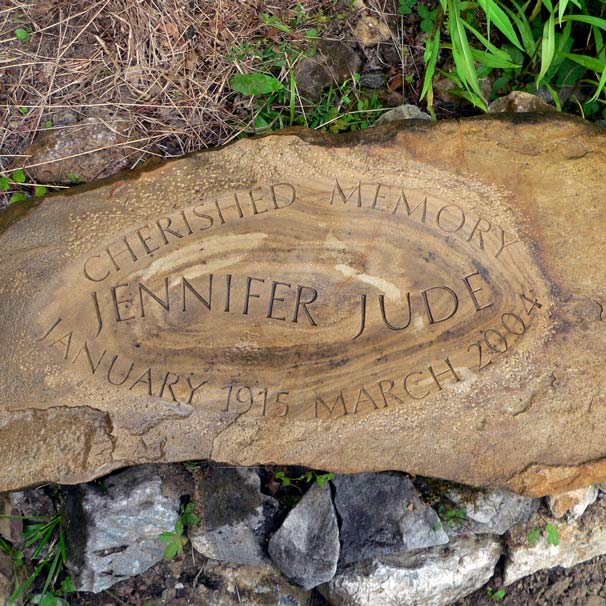 CHERISHED MEMORY
JENNIFER JUDE
JANUARY 1915 MARCH 2004